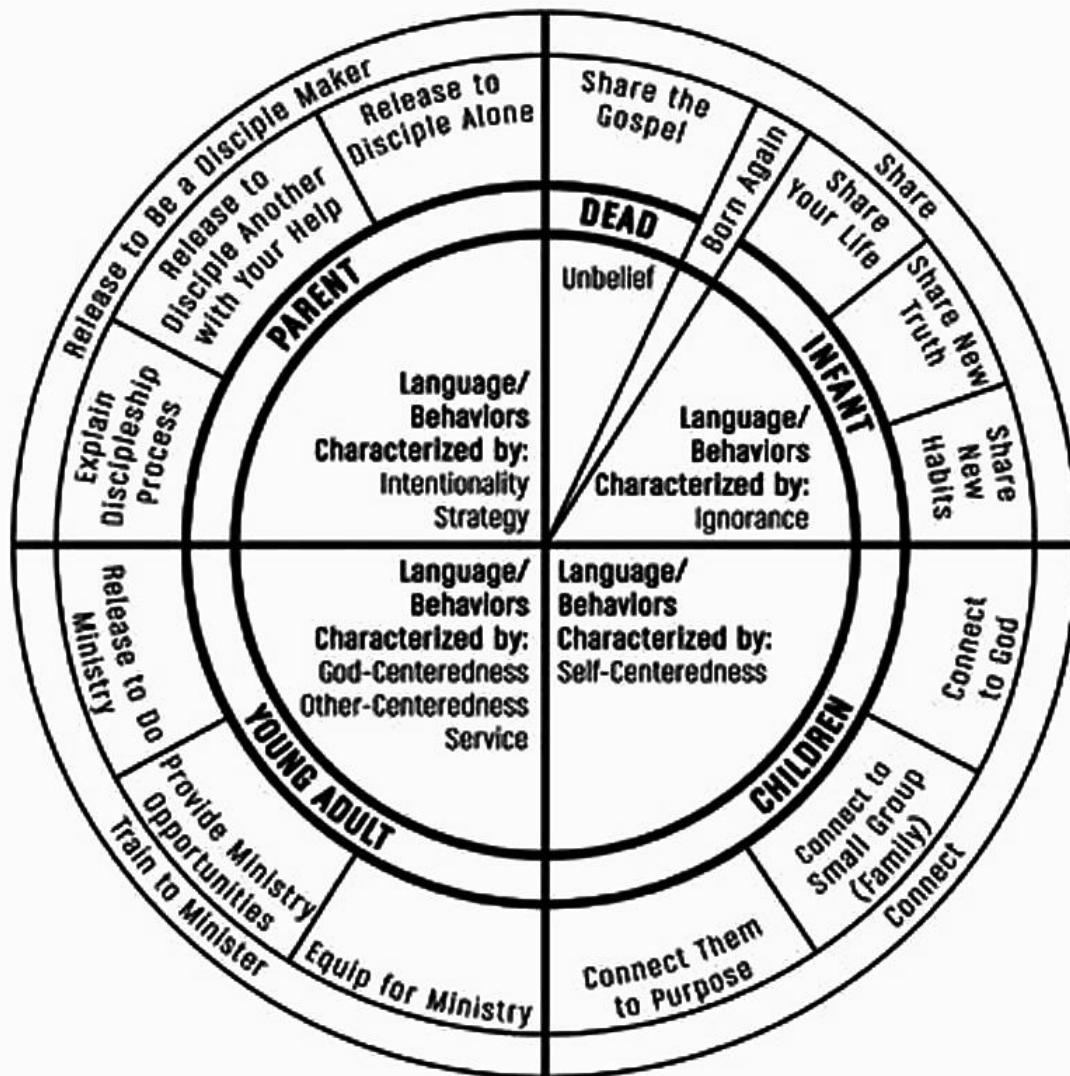 Share
Share the
Gospel
Born Again
Share
Your Life
Share New
Truth
Share
New
Habits
DEAD
Unbelief
INFANT
Language/
Behaviors
Characterized by:
Ignorance
Connect
to God
Connect to
Small Group
(Family)
Connect Them
to Purpose
Connect
CHILDREN
Language/
Behaviors
Characterized by:
Self-Centeredness
Equip for Ministry
Provide Ministry
Opportunities
Release to Do
Ministry
Train to Minister
YOUNG ADULT
Language/
Behaviors
Characterized by:
God-Centeredness
Other-Centeredness
Service
Explain
Discipleship
Process
Release to
Disciple Another
with Your Help
Release to
Disciple Alone
Release to Be a Disciple Maker
PARENT
Language/
Behaviors
Characterized by:
Intentionality
Strategy